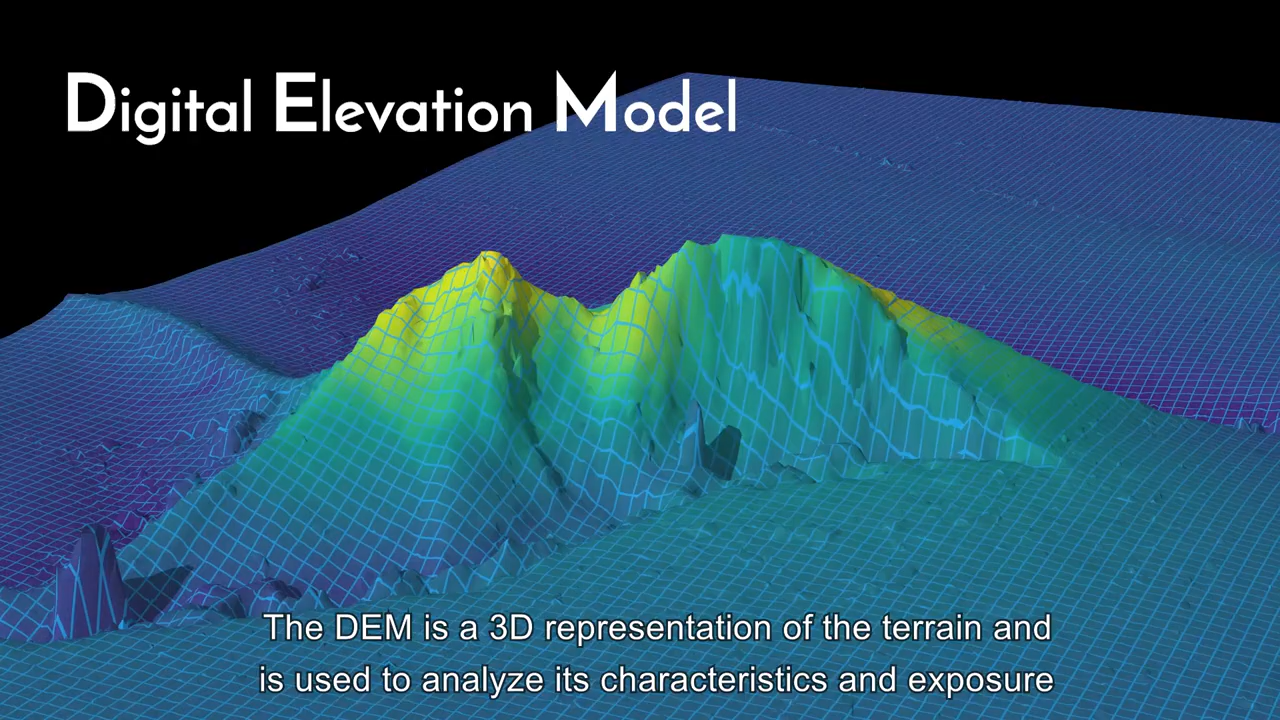 Digital Elevation Model
The DEM is a 3D representation of the terrain and
is used to analyze its characteristics and exposure